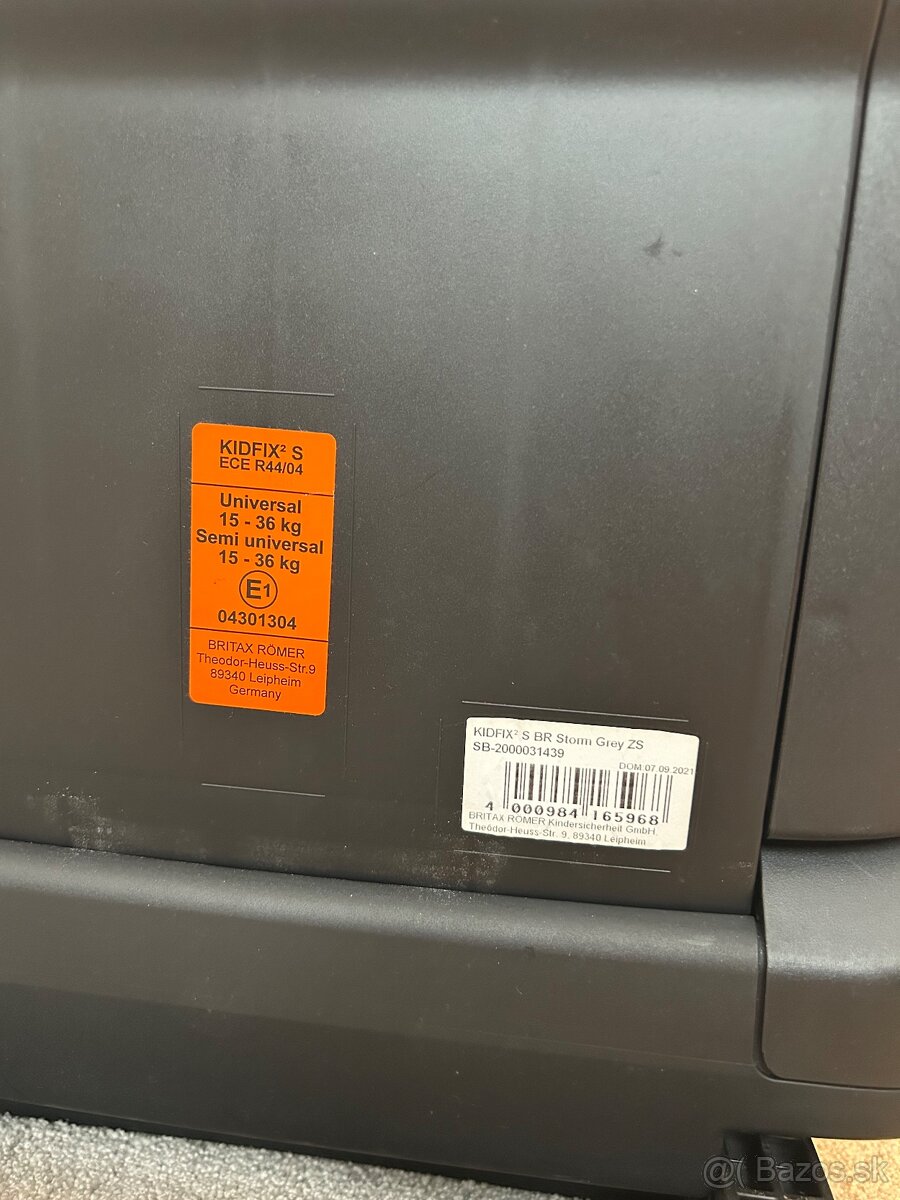 KIDFIX² S
ECE R44/04
Universal
15 - 36 kg
Semi universal
15 - 36 kg
E1
04301304
BRITAX RÖMER
Theodor-Heuss-Str.9
89340 Leipheim
Germany
KIDFIX² S BR Storm Grey ZS
SB-2000031439
DOM:07.09.2021
4 000984 165968
BRITAX RÖMER Kindersicherheit GmbH,
Theodor-Heuss-Str. 9, 89340 Leipheim
@ Bazos.sk